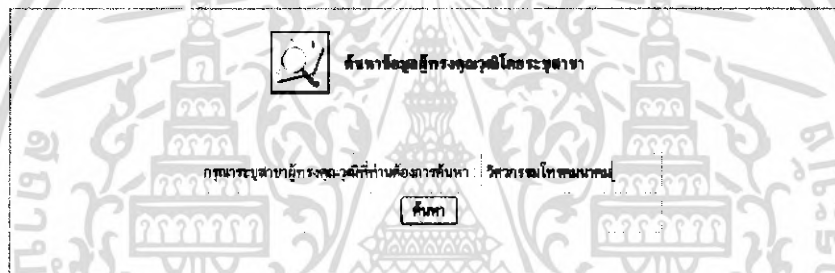 ค้นหาข้อมูลผู้ทรงคุณวุฒิโดยระบุสาขา
กรุณาระบุสาขาผู้ทรงคุณวุฒิที่ท่านต้องการค้นหา : วิศวกรรมโทรคมนาคม
ค้นหา